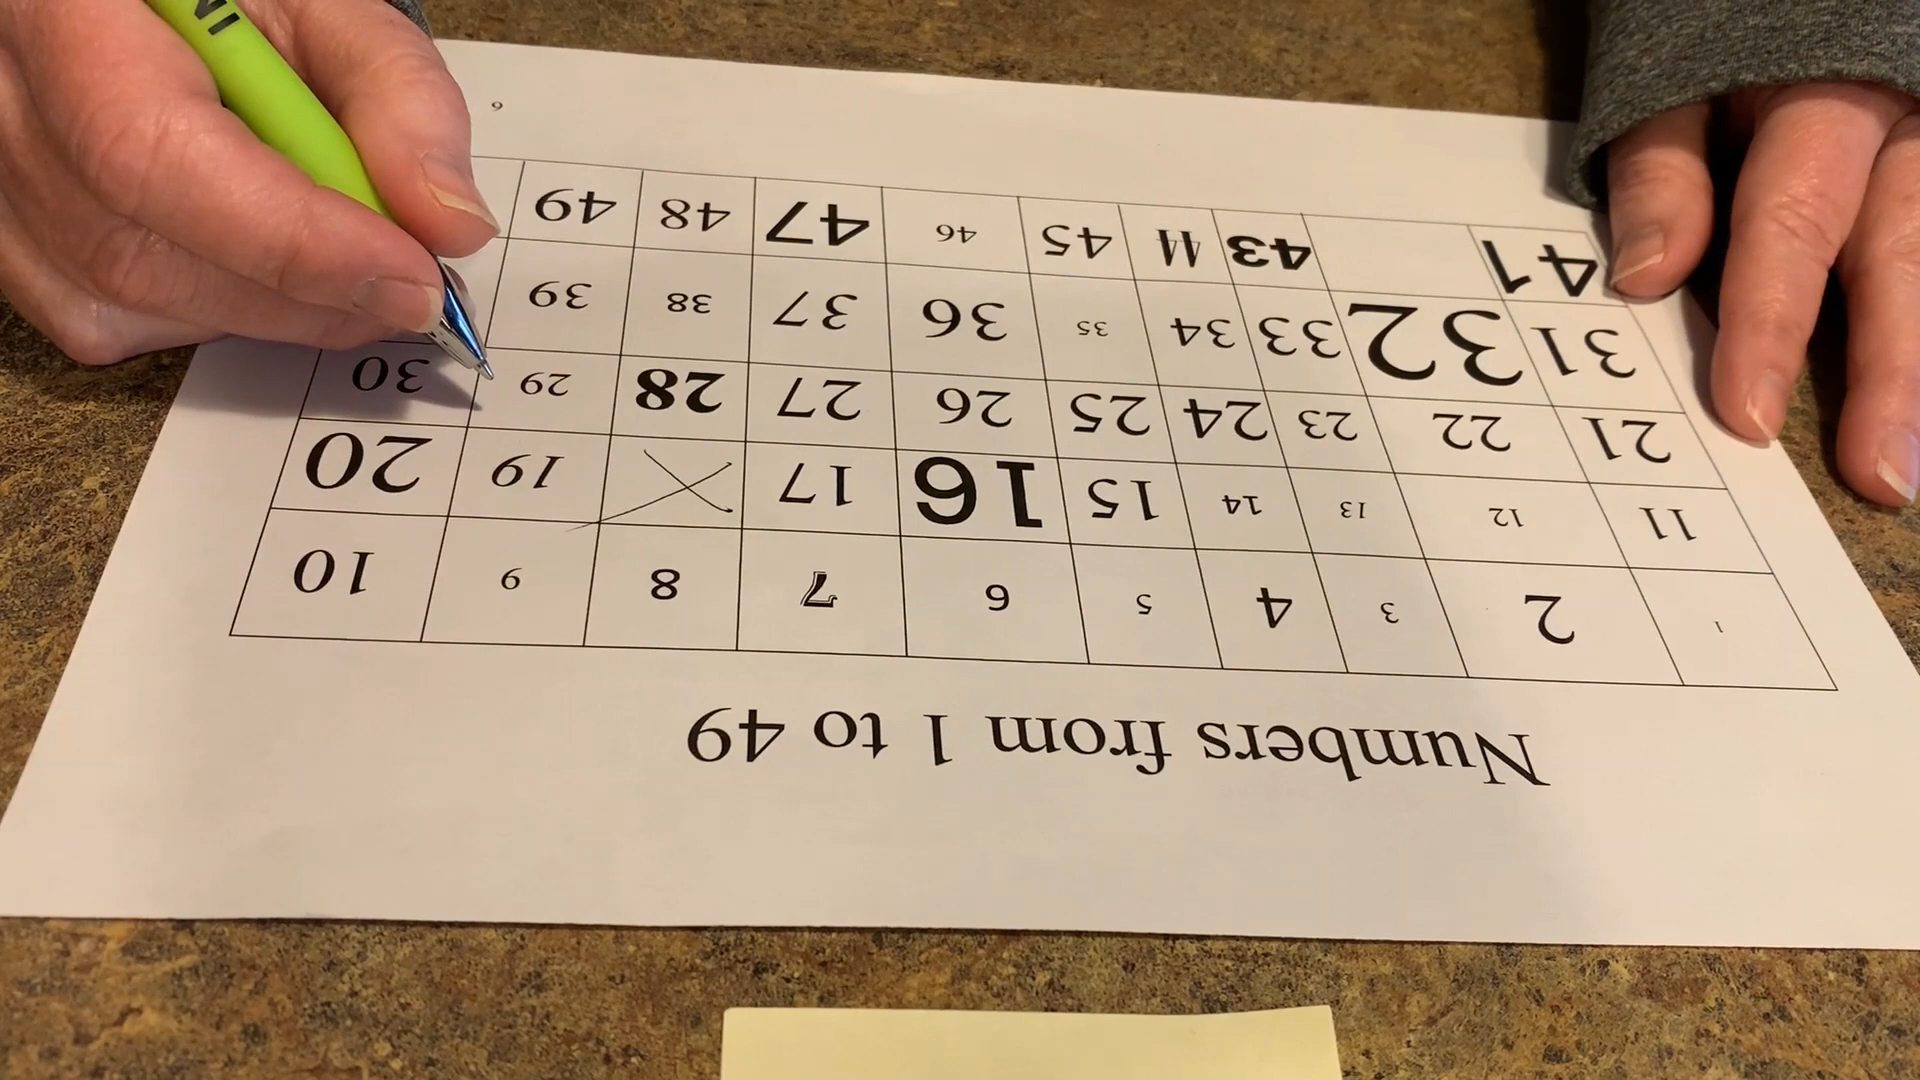 Numbers from 1 to 49
1 2 3 4 5 6 7 8 9 10
11 12 13 14 15 16 17 19 20
21 22 23 24 25 26 27 28 29 30
31 32 33 34 35 36 37 38 39
41 43 45 46 47 48 49